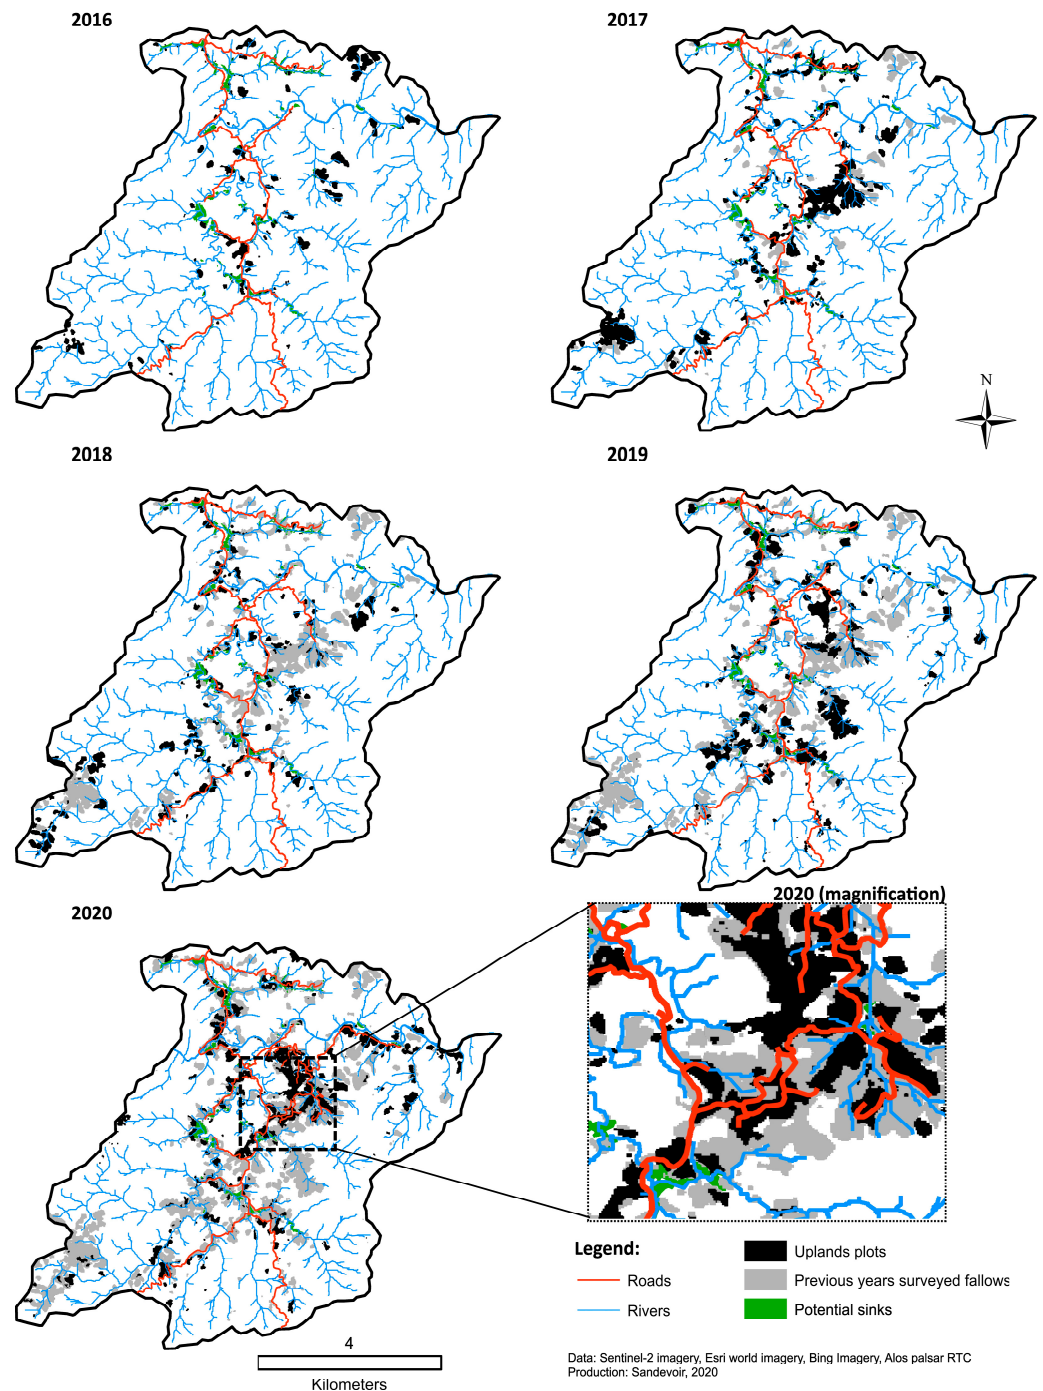 2016
2017
N
2018
2019
2020
2020 (magnification)
Legend:
Roads
Rivers
Uplands plots
Previous years surveyed fallows
Potential sinks
4
Kilometers
Data: Sentinel-2 imagery, Esri world imagery, Bing Imagery, Alos palsar RTC
Production: Sandevoir, 2020